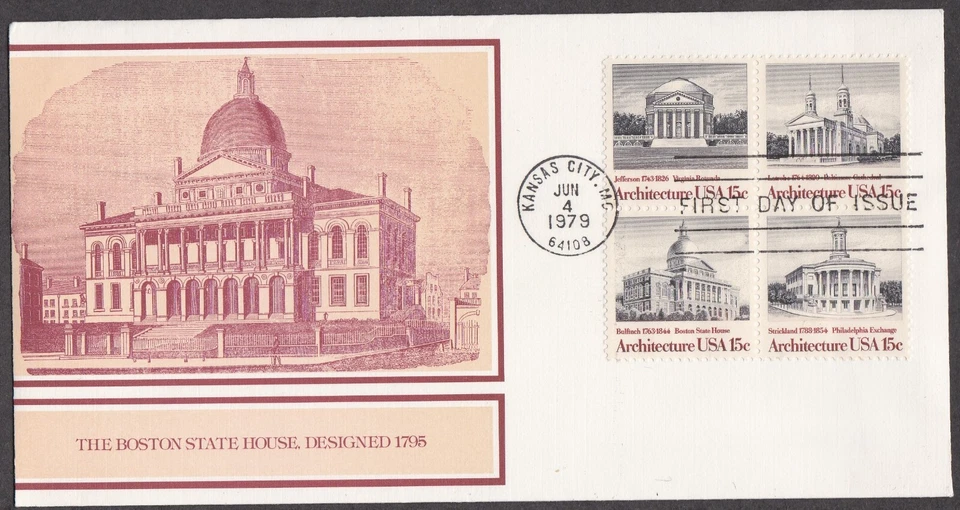 THE BOSTON STATE HOUSE, DESIGNED 1795
KANSAS CITY, MO
JUN
4
1979
64108
FIRST DAY OF ISSUE
Jefferson 1743-1826 Virginia Rotunda
Architecture USA 15c
Architecture USA 15c
Bulfinch 1763-1844 Boston State House
Architecture USA 15c
Strickland 1788-1854 Philadelphia Exchange
Architecture USA 15c